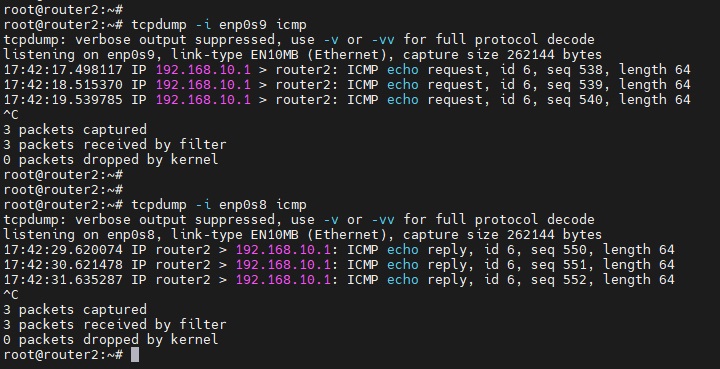 root@router2:~#
root@router2:~# tcpdump -i enp0s9 icmp
tcpdump: verbose output suppressed, use -v or -vv for full protocol decode
listening on enp0s9, link-type EN10MB (Ethernet), capture size 262144 bytes
17:42:17.498117 IP 192.168.10.1 > router2: ICMP echo request, id 6, seq 538, length 64
17:42:18.515370 IP 192.168.10.1 > router2: ICMP echo request, id 6, seq 539, length 64
17:42:19.539785 IP 192.168.10.1 > router2: ICMP echo request, id 6, seq 540, length 64
^C
3 packets captured
3 packets received by filter
0 packets dropped by kernel
root@router2:~#
root@router2:~#
root@router2:~# tcpdump -i enp0s8 icmp
tcpdump: verbose output suppressed, use -v or -vv for full protocol decode
listening on enp0s8, link-type EN10MB (Ethernet), capture size 262144 bytes
17:42:29.620074 IP router2 > 192.168.10.1: ICMP echo reply, id 6, seq 550, length 64
17:42:30.621478 IP router2 > 192.168.10.1: ICMP echo reply, id 6, seq 551, length 64
17:42:31.635287 IP router2 > 192.168.10.1: ICMP echo reply, id 6, seq 552, length 64
^C
3 packets captured
3 packets received by filter
0 packets dropped by kernel
root@router2:~#